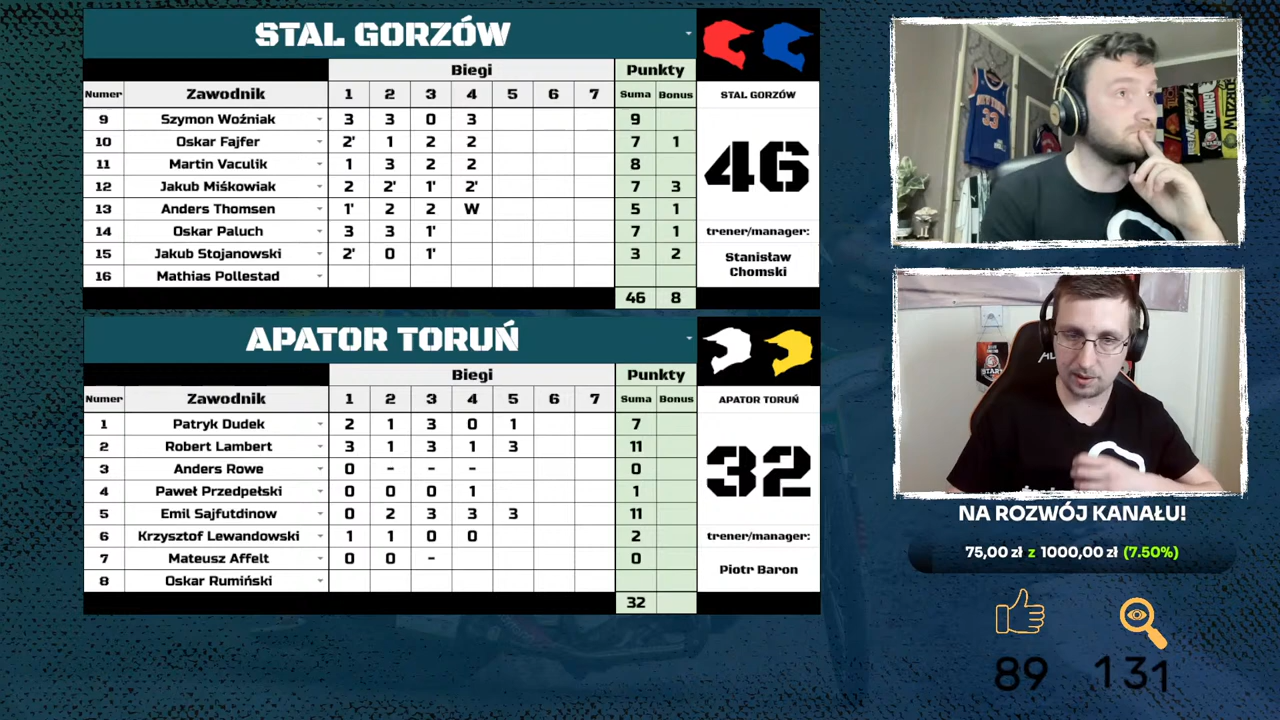 STAL GORZÓW
Biegi Punkty
Numer Zawodnik 1 2 3 4 5 6 7 Suma Bonus STAL GORZÓW
9 Szymon Woźniak 3 3 0 3 9
10 Oskar Fajfer 2' 1 2 2 7 1
11 Martin Vaculik 1 3 2 2 8
12 Jakub Miśkowiak 2 2' 1' 2' 7 3
13 Anders Thomsen 1' 2 2 W 5 1
14 Oskar Paluch 3 3 1' 7 1
15 Jakub Stojanowski 2' 0 1' 3 2
16 Mathias Pollestad
46 8
46
trener/manager:
Stanisław
Chomski
APATOR TORUŃ
Biegi Punkty
Numer Zawodnik 1 2 3 4 5 6 7 Suma Bonus APATOR TORUŃ
1 Patryk Dudek 2 1 3 0 1 7
2 Robert Lambert 3 1 3 1 3 11
3 Anders Rowe 0 - - - 0
4 Paweł Przedpełski 0 0 0 1 1
5 Emil Sajfutdinow 0 2 3 3 3 11
6 Krzysztof Lewandowski 1 1 0 0 2
7 Mateusz Affelt 0 0 - 0
8 Oskar Rumiński
32
32
trener/manager:
Piotr Baron
NEW YORK
33
NA ROZWÓJ KANAŁU!
75,00 zł z 1000,00 zł (7.50%)
89 131